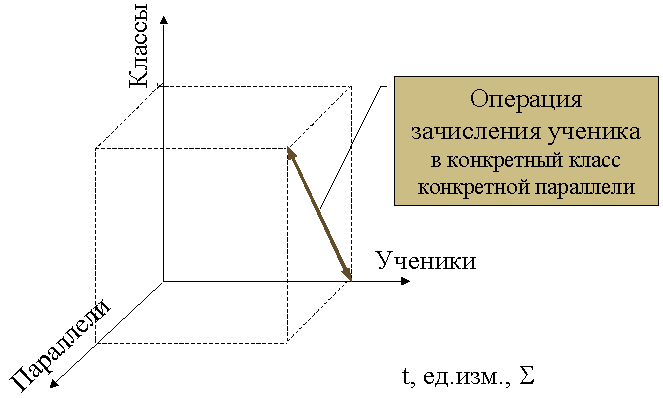 Классы
Операция
зачисления ученика
в конкретный класс
конкретной параллели
Ученики
Параллели
t, ед.изм., Σ